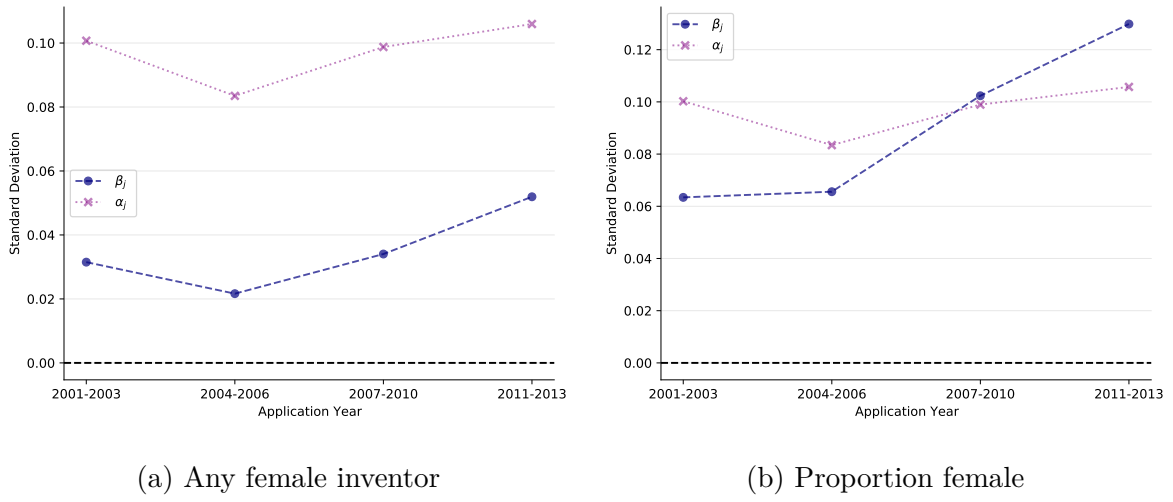 0.10
0.08
0.06
0.04
0.02
0.00
Standard Deviation
β_j
α_j
2001-2003 2004-2006 2007-2010 2011-2013
Application Year
(a) Any female inventor
0.12
0.10
0.08
0.06
0.04
0.02
0.00
Standard Deviation
β_j
α_j
2001-2003 2004-2006 2007-2010 2011-2013
Application Year
(b) Proportion female